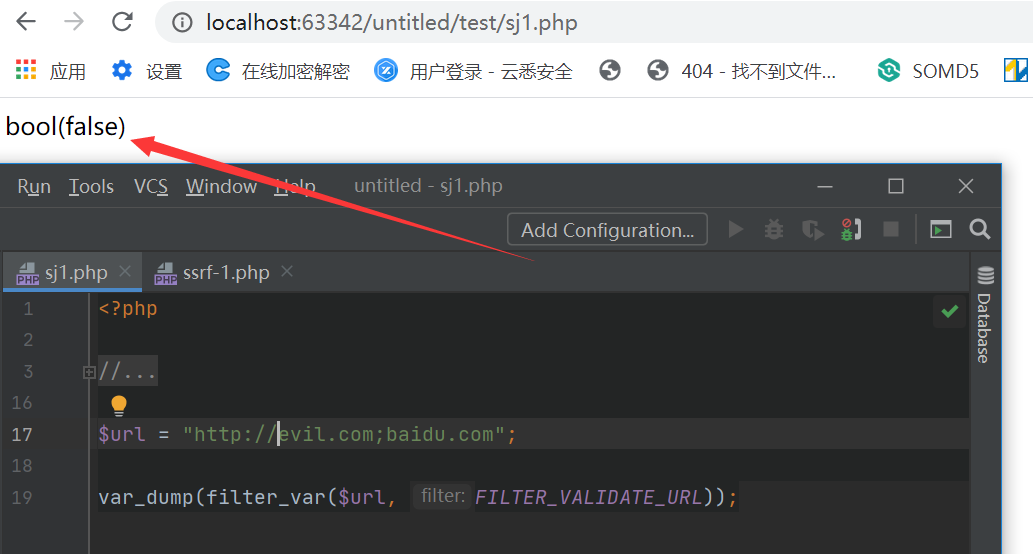 localhost:63342/untitled/test/sj1.php
应用 设置 在线加密解密 用户登录 - 云悉安全 404 - 找不到文件... SOMD5
bool(false)
Run Tools VCS Window Help untitled - sj1.php
Add Configuration...
sj1.php ssrf-1.php
1 <?php
2
3 //...
16
17 $url = "http://evil.com;baidu.com";
18
19 var_dump(filter_var($url, filter: FILTER_VALIDATE_URL));
Database